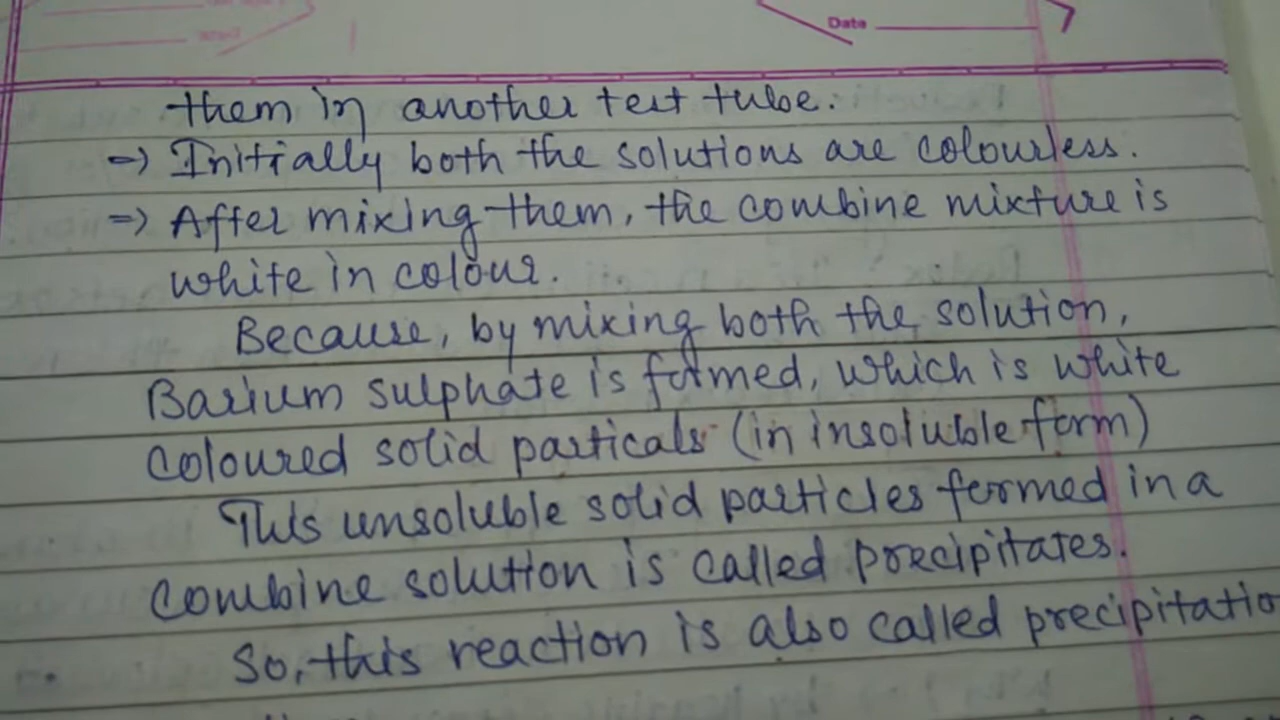 Date
them in another test tube.
=> Initially both the solutions are colourless.
=> After mixing them, the combine mixture is
white in colour.
Because, by mixing both the solution,
Barium sulphate is formed, which is white
coloured solid particals (in insoluble form)
This unsoluble solid particles formed in a
combine solution is called precipitates.
So, this reaction is also called precipitatio